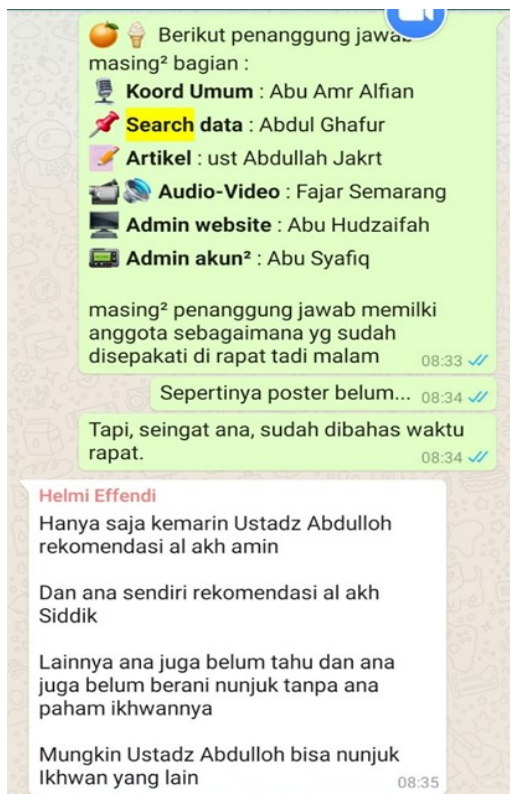 Berikut penanggung jawab
masing² bagian :
Koord Umum : Abu Amr Alfian
Search data : Abdul Ghafur
Artikel : ust Abdullah Jakrt
Audio-Video : Fajar Semarang
Admin website : Abu Hudzaifah
Admin akun² : Abu Syafiq
masing² penanggung jawab memilki
anggota sebagaimana yg sudah
disepakati di rapat tadi malam 08:33
Sepertinya poster belum... 08:34
Tapi, seingat ana, sudah dibahas waktu
rapat. 08:34
Helmi Effendi
Hanya saja kemarin Ustadz Abdulloh
rekomendasi al akh amin
Dan ana sendiri rekomendasi al akh
Siddik
Lainnya ana juga belum tahu dan ana
juga belum berani nunjuk tanpa ana
paham ikhwannya
Mungkin Ustadz Abdulloh bisa nunjuk
Ikhwan yang lain 08:35